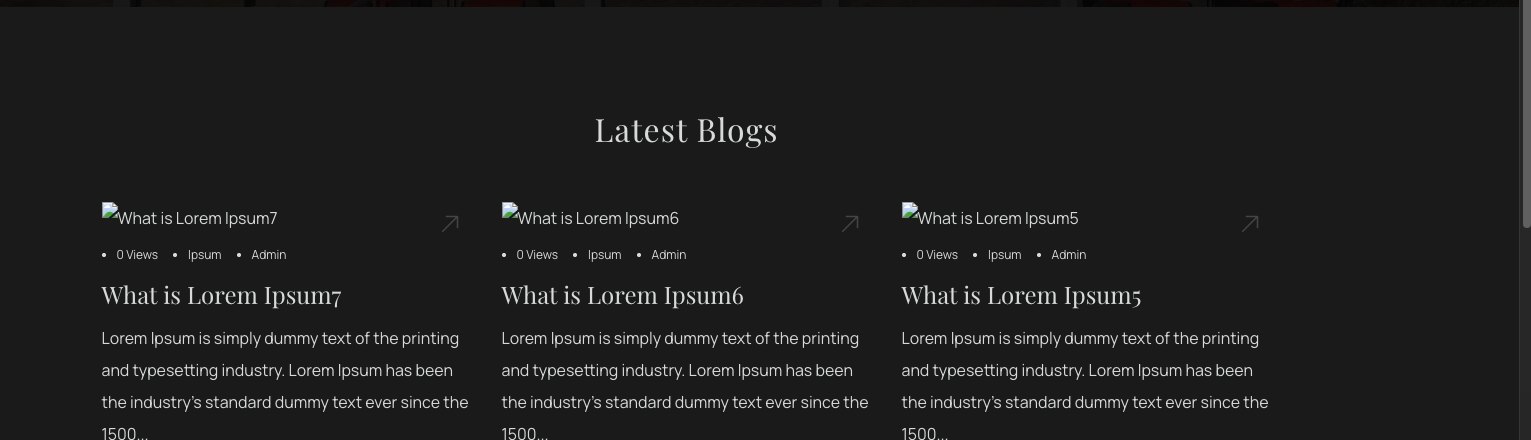 Latest Blogs
What is Lorem Ipsum7
0 Views Ipsum Admin
What is Lorem Ipsum7
Lorem Ipsum is simply dummy text of the printing
and typesetting industry. Lorem Ipsum has been
the industry's standard dummy text ever since the
1500...
What is Lorem Ipsum6
0 Views Ipsum Admin
What is Lorem Ipsum6
Lorem Ipsum is simply dummy text of the printing
and typesetting industry. Lorem Ipsum has been
the industry's standard dummy text ever since the
1500...
What is Lorem Ipsum5
0 Views Ipsum Admin
What is Lorem Ipsum5
Lorem Ipsum is simply dummy text of the printing
and typesetting industry. Lorem Ipsum has been
the industry's standard dummy text ever since the
1500...